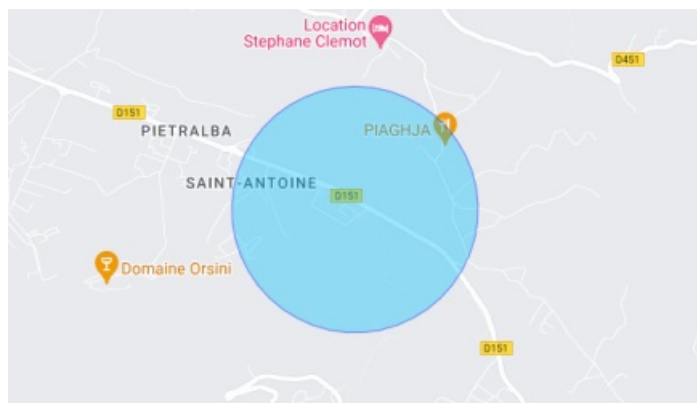 Location
Stephane Clemot
D451
D151
PIETRALBA
PIAGHJA
SAINT-ANTOINE
D151
Domaine Orsini
D151